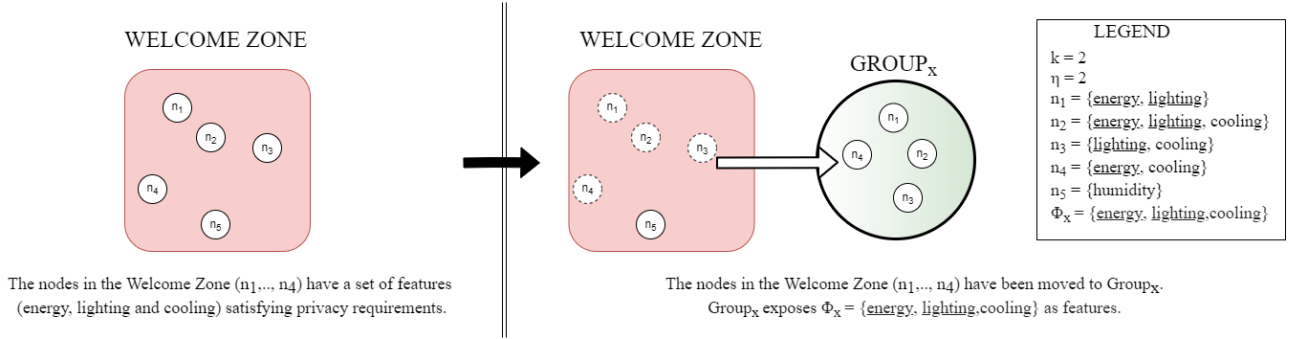 WELCOME ZONE
n1
n2
n3
n4
n5
The nodes in the Welcome Zone (n1,.., n4) have a set of features
(energy, lighting and cooling) satisfying privacy requirements.
WELCOME ZONE
n1
n2
n3
n4
n5
GROUPx
n1
n4
n2
n3
The nodes in the Welcome Zone (n1,.., n4) have been moved to Groupx.
Groupx exposes Φx = {energy, lighting,cooling} as features.
LEGEND
k = 2
η = 2
n1 = {energy, lighting}
n2 = {energy, lighting, cooling}
n3 = {lighting, cooling}
n4 = {energy, cooling}
n5 = {humidity}
Φx = {energy, lighting,cooling}